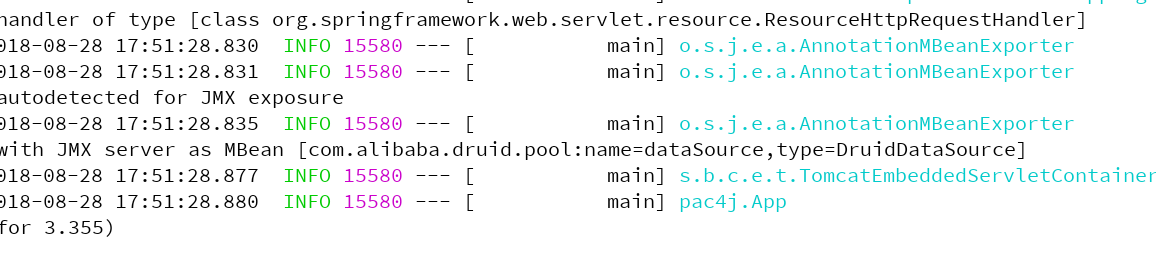 handler of type [class org.springframework.web.servlet.resource.ResourceHttpRequestHandler]
018-08-28 17:51:28.830  INFO 15580 --- [           main] o.s.j.e.a.AnnotationMBeanExporter
018-08-28 17:51:28.831  INFO 15580 --- [           main] o.s.j.e.a.AnnotationMBeanExporter
autodetected for JMX exposure
018-08-28 17:51:28.835  INFO 15580 --- [           main] o.s.j.e.a.AnnotationMBeanExporter
with JMX server as MBean [com.alibaba.druid.pool:name=dataSource,type=DruidDataSource]
018-08-28 17:51:28.877  INFO 15580 --- [           main] s.b.c.e.t.TomcatEmbeddedServletContainer
018-08-28 17:51:28.880  INFO 15580 --- [           main] pac4j.App
for 3.355)